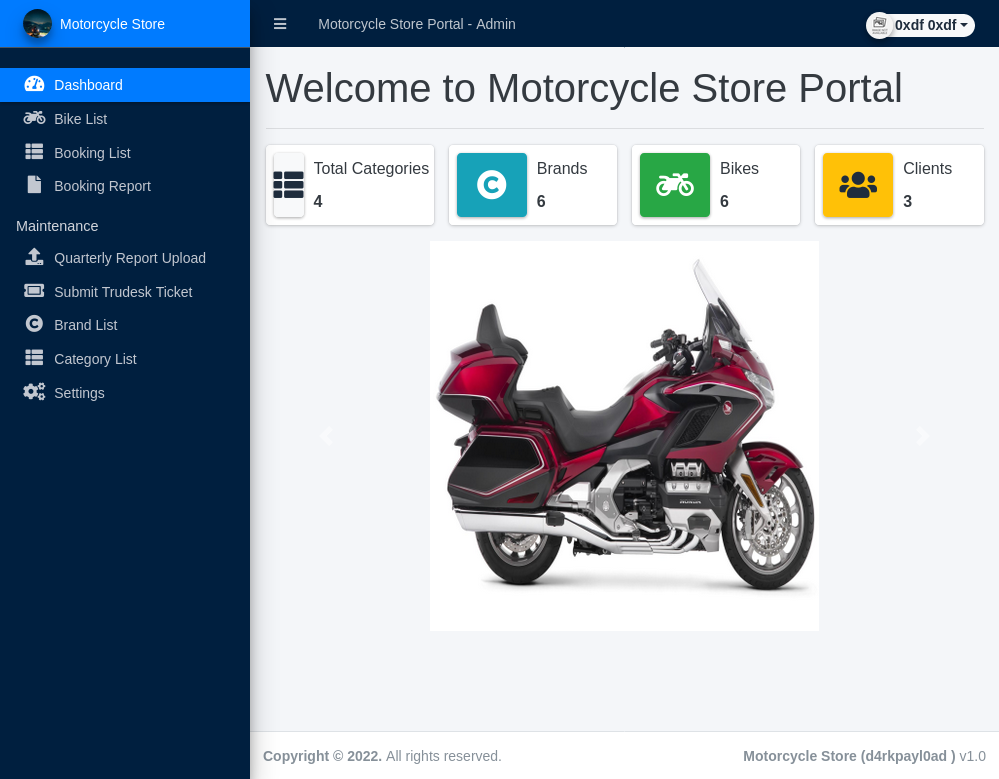 Motorcycle Store
Motorcycle Store Portal - Admin
0xdf 0xdf
Dashboard
Bike List
Booking List
Booking Report
Maintenance
Quarterly Report Upload
Submit Trudesk Ticket
Brand List
Category List
Settings
Welcome to Motorcycle Store Portal
Total Categories
4
Brands
6
Bikes
6
Clients
3
HONDA
Copyright © 2022. All rights reserved.
Motorcycle Store (d4rkpayl0ad ) v1.0